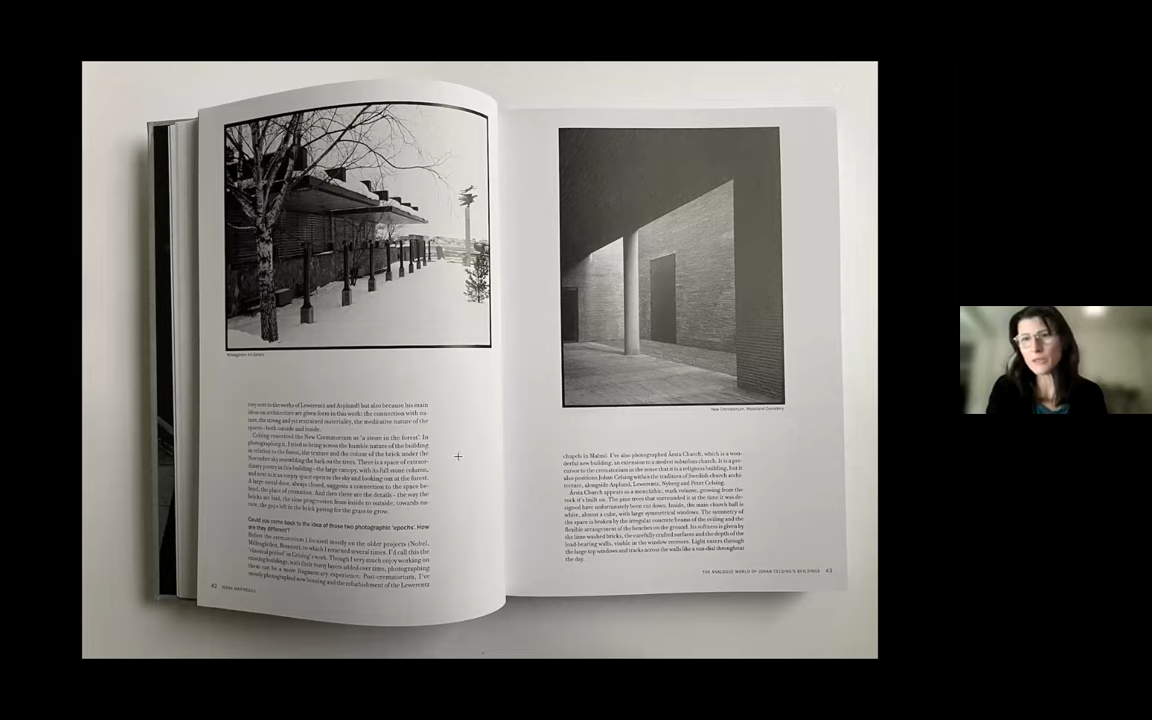 Millesgården Art Gallery
very next to the works of Lewerentz and Asplund) but also because his main
ideas on architecture are given form in this work: the connection with na-
ture, the strong and yet restrained materiality, the meditative nature of the
spaces - both outside and inside.
Celsing conceived the New Crematorium as 'a stone in the forest'. In
photographing it, I tried to bring across the humble nature of the building
in relation to the forest, the texture and the colour of the brick under the
November sky resembling the bark on the trees. There is a space of extraor-
dinary poetry in this building - the large canopy, with its full stone column,
and next to it an empty space open to the sky and looking out at the forest.
A large metal door, always closed, suggests a connection to the space be-
hind, the place of cremation. And then there are the details - the way the
bricks are laid, the slow progression from inside to outside, towards na-
ture, the gaps left in the brick paving for the grass to grow.
Could you come back to the idea of those two photographic 'epochs'. How
are they different?
Before the crematorium I focused mostly on the older projects (Nobel,
Millesgården, Bonnier), to which I returned several times. I'd call this the
'classical period' in Celsing's work. Though I very much enjoy working on
existing buildings, with their many layers added over time, photographing
them can be a more fragmentary experience. Post-crematorium, I've
mostly photographed new housing and the refurbishment of the Lewerentz
42
New Crematorium, Woodland Cemetery
chapels in Malmö. I've also photographed Årsta Church, which is a won-
derful new building, an extension to a modest suburban church. It is a pre-
cursor to the crematorium in the sense that it is a religious building, but it
also positions Johan Celsing within the tradition of Swedish church archi-
tecture, alongside Asplund, Lewerentz, Nyberg and Peter Celsing.
Årsta Church appears as a monolithic, dark volume, growing from the
rock it's built on. The pine trees that surrounded it at the time it was de-
signed have unfortunately been cut down. Inside, the main church hall is
white, almost a cube, with large symmetrical windows. The symmetry of
the space is broken by the irregular concrete beams of the ceiling and the
flexible arrangement of the benches on the ground. Its softness is given by
the lime-washed bricks, the carefully crafted surfaces and the depth of the
load-bearing walls, visible in the window recesses. Light enters through
the large top windows and tracks across the walls like a sun-dial throughout
the day.
THE ANALOGUE WORLD OF JOHAN CELSING'S BUILDINGS 43